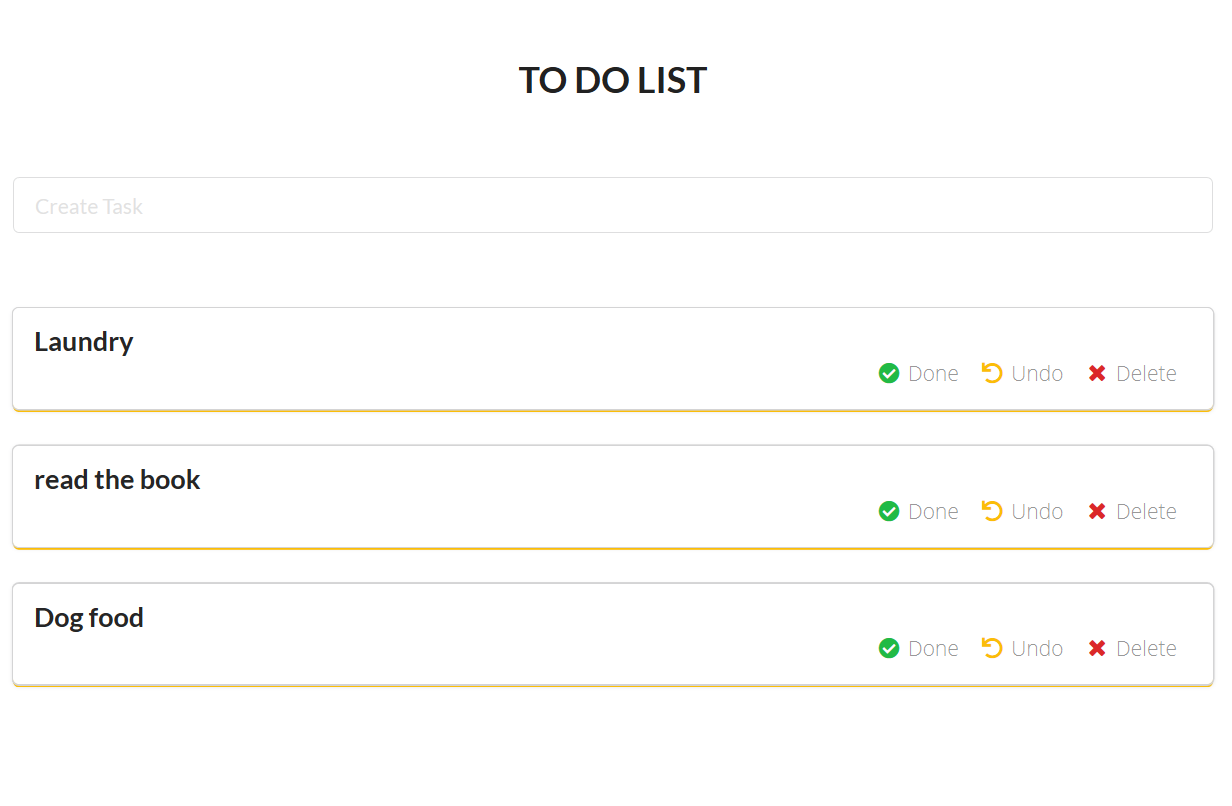 TO DO LIST
Create Task
Laundry
Done Undo Delete
read the book
Done Undo Delete
Dog food
Done Undo Delete